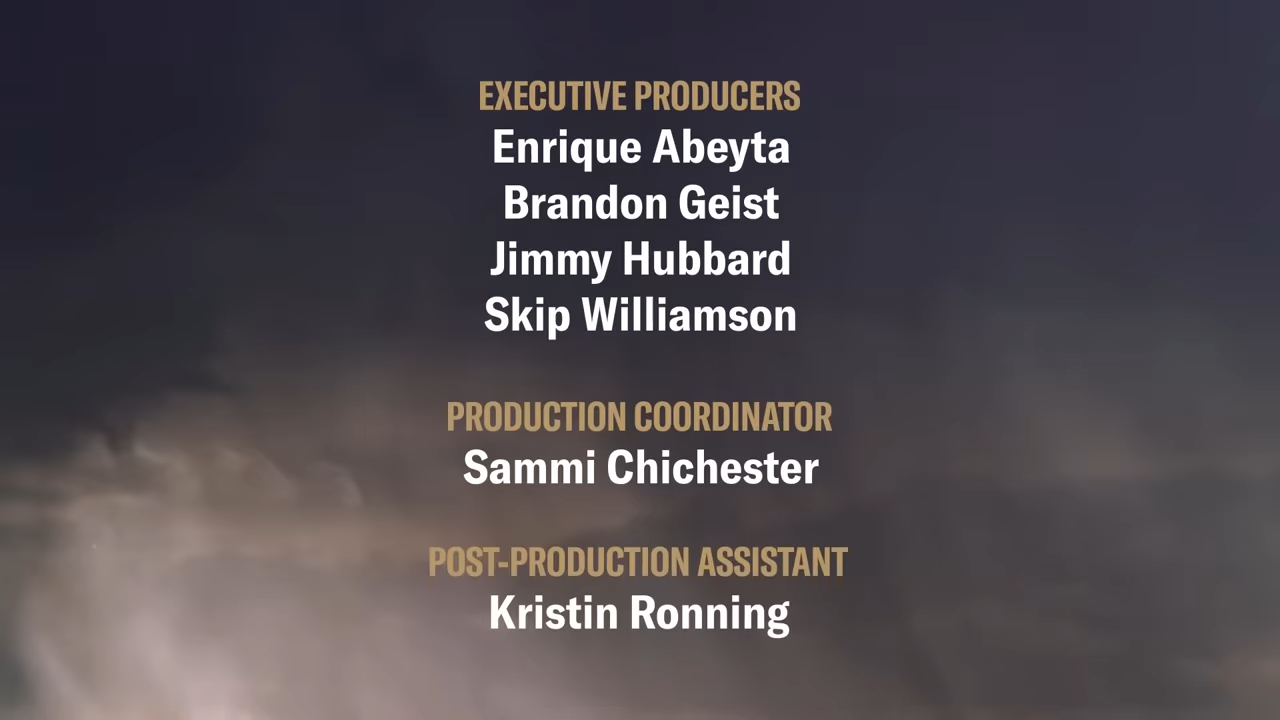 EXECUTIVE PRODUCERS
Enrique Abeyta
Brandon Geist
Jimmy Hubbard
Skip Williamson
PRODUCTION COORDINATOR
Sammi Chichester
POST-PRODUCTION ASSISTANT
Kristin Ronning